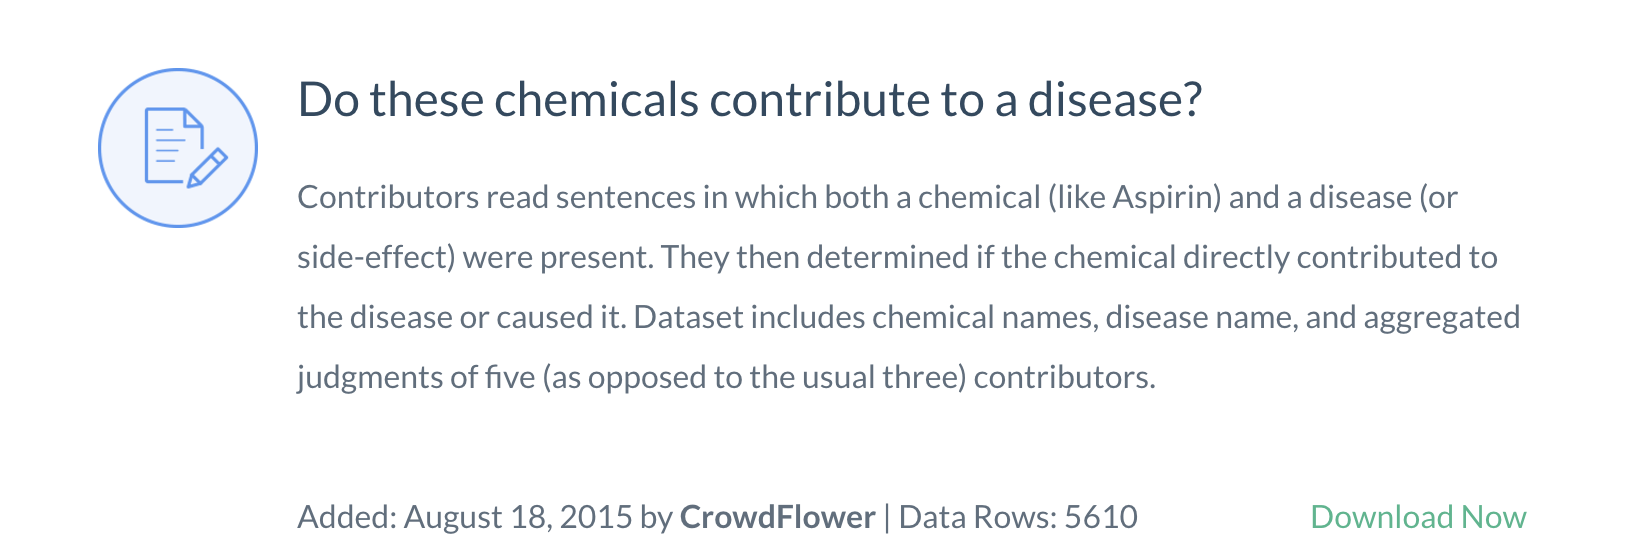 Do these chemicals contribute to a disease?
Contributors read sentences in which both a chemical (like Aspirin) and a disease (or
side-effect) were present. They then determined if the chemical directly contributed to
the disease or caused it. Dataset includes chemical names, disease name, and aggregated
judgments of five (as opposed to the usual three) contributors.
Added: August 18, 2015 by CrowdFlower | Data Rows: 5610 Download Now